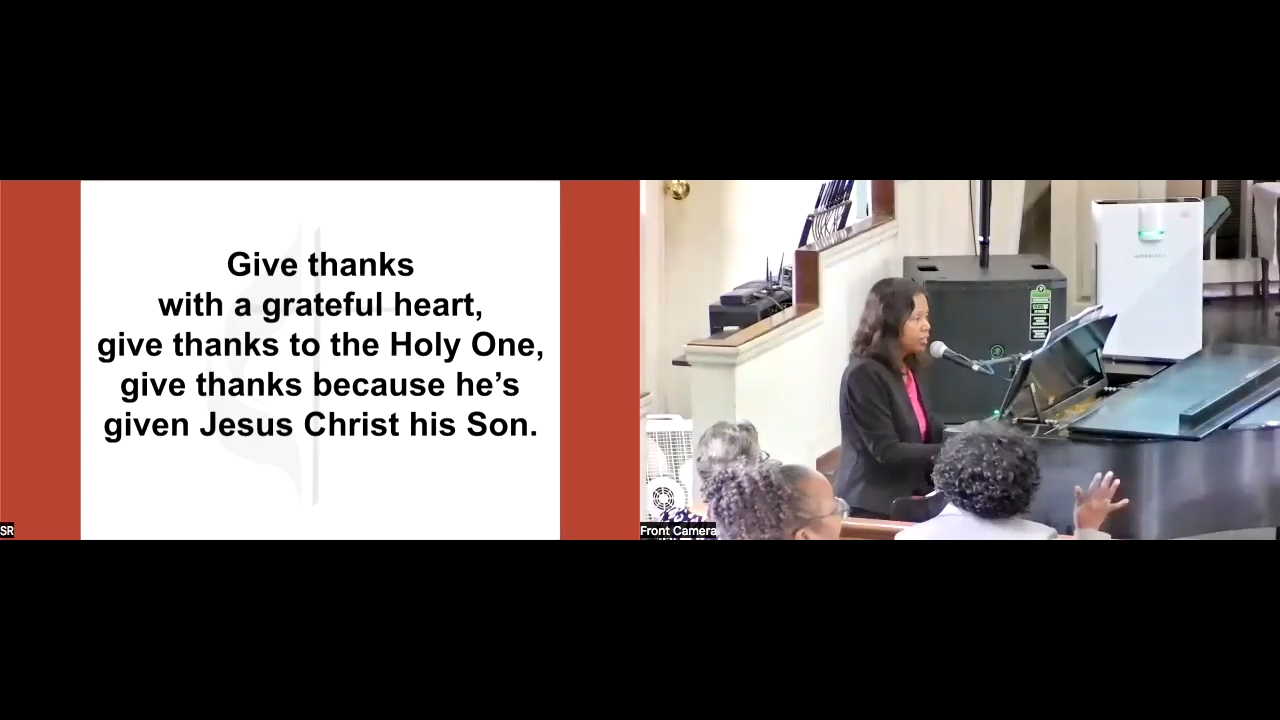 Give thanks
with a grateful heart,
give thanks to the Holy One,
give thanks because he’s
given Jesus Christ his Son.
SR
Front Camera